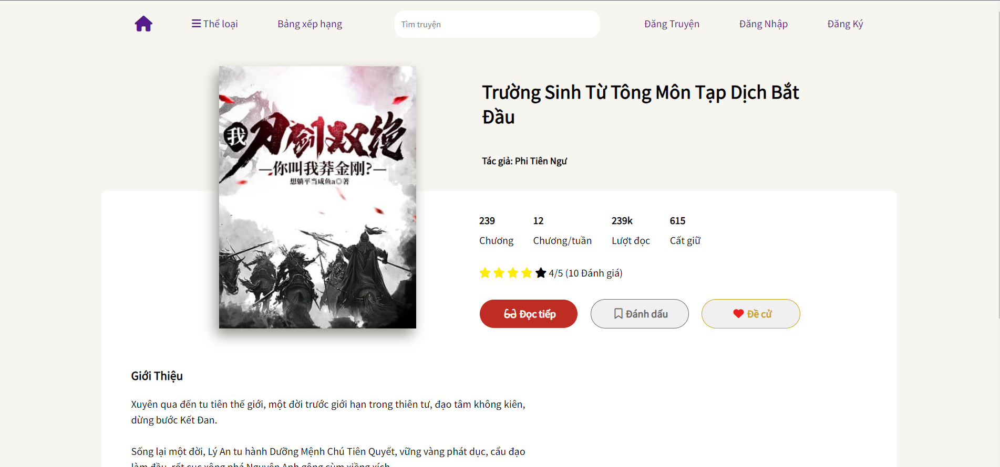 Thể loại
Bảng xếp hạng
Tìm truyện
Đăng Truyện
Đăng Nhập
Đăng Ký
我刀剑双绝
—你叫我莽金刚?—
想躺平当咸鱼a◎著
Trường Sinh Từ Tông Môn Tạp Dịch Bắt
Đầu
Tác giả: Phi Tiên Ngư
239
12
239k
615
Chương
Chương/tuần
Lượt đọc
Cất giữ
4/5 (10 Đánh giá)
Đọc tiếp
Đánh dấu
Đề cử
Giới Thiệu
Xuyên qua đến tu tiên thế giới, một đời trước giới hạn trong thiên tư, đạo tâm không kiên,
dừng bước Kết Đan.
Sống lại một đời, Lý An tu hành Dưỡng Mệnh Chú Tiên Quyết, vững vàng phát dục, cẩu đạo
làm đầu, rốt cục xông phá Nguyên Anh gông cùm xiềng xích